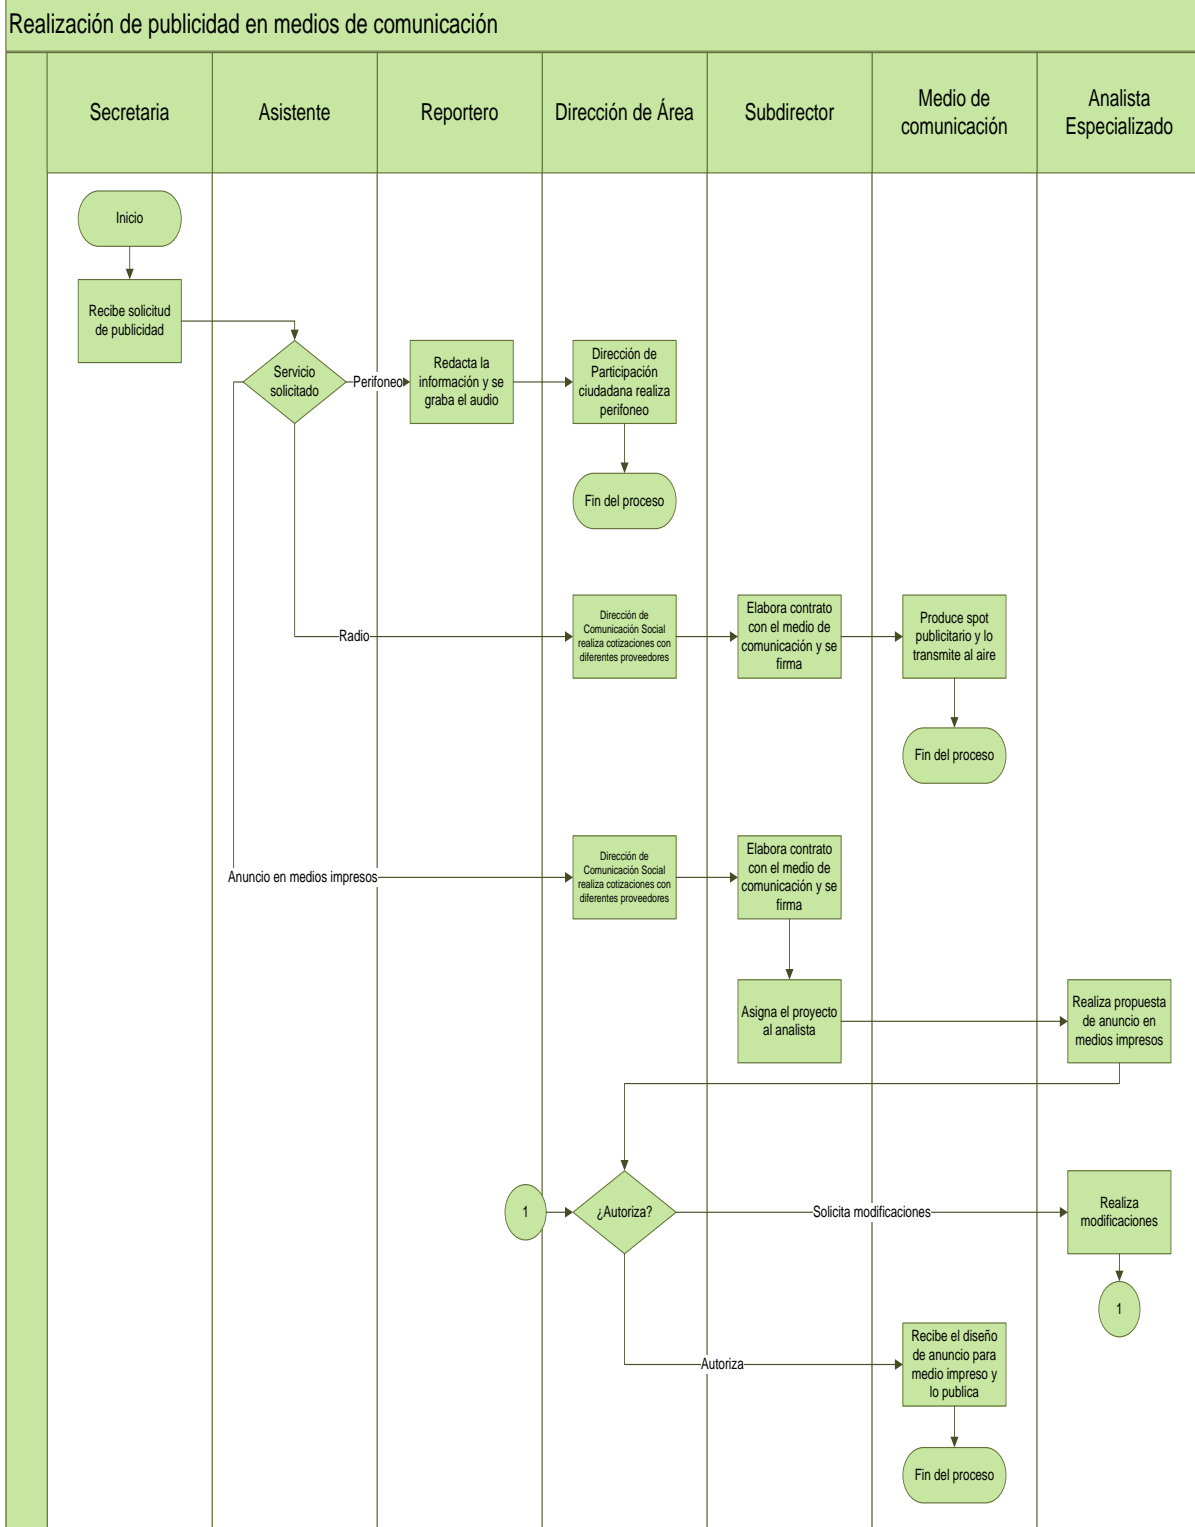 Realización de publicidad en medios de comunicación
Secretaria
Asistente
Reportero
Dirección de Área
Subdirector
Medio de
comunicación
Analista
Especializado
Inicio
Recibe solicitud
de publicidad
Servicio
solicitado
Perifoneo
Redacta la
información y se
graba el audio
Dirección de
Participación
ciudadana realiza
perifoneo
Fin del proceso
Radio
Dirección de
Comunicación Social
realiza cotizaciones con
diferentes proveedores
Elabora contrato
con el medio de
comunicación y se
firma
Produce spot
publicitario y lo
transmite al aire
Fin del proceso
Anuncio en medios impresos
Dirección de
Comunicación Social
realiza cotizaciones con
diferentes proveedores
Elabora contrato
con el medio de
comunicación y se
firma
Asigna el proyecto
al analista
Realiza propuesta
de anuncio en
medios impresos
1
¿Autoriza?
Solicita modificaciones
Realiza
modificaciones
1
Autoriza
Recibe el diseño
de anuncio para
medio impreso y
lo publica
Fin del proceso